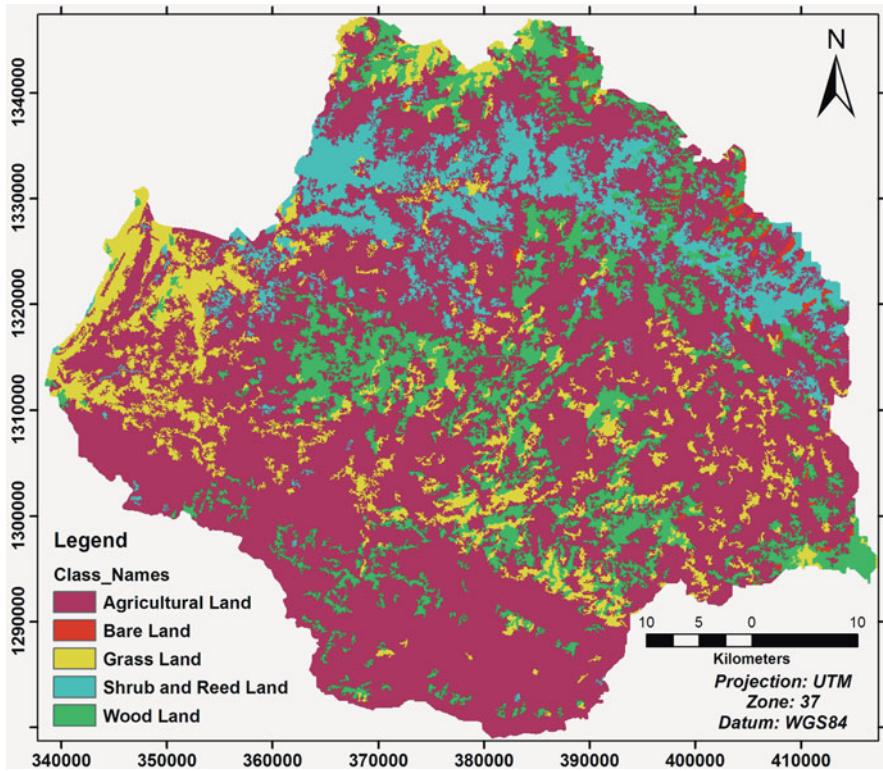 N
1340000
1330000
1320000
1310000
1300000
1290000
Legend
Class_Names
Agricultural Land
Bare Land
Grass Land
Shrub and Reed Land
Wood Land
10 5 0 10
Kilometers
Projection: UTM
Zone: 37
Datum: WGS84
340000 350000 360000 370000 380000 390000 400000 410000